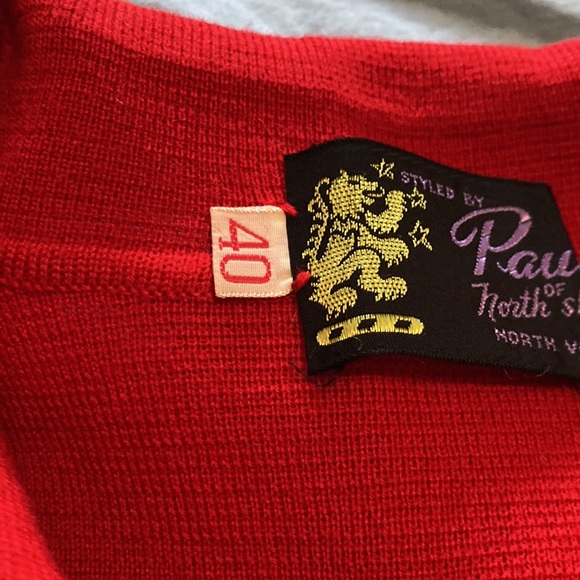 40
STYLED BY
Pau
OF
North s
NORTH V